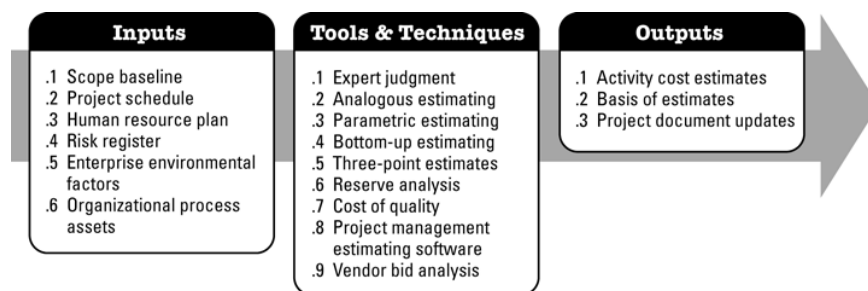 Inputs
.1 Scope baseline
.2 Project schedule
.3 Human resource plan
.4 Risk register
.5 Enterprise environmental
factors
.6 Organizational process
assets
Tools & Techniques
.1 Expert judgment
.2 Analogous estimating
.3 Parametric estimating
.4 Bottom-up estimating
.5 Three-point estimates
.6 Reserve analysis
.7 Cost of quality
.8 Project management
estimating software
.9 Vendor bid analysis
Outputs
.1 Activity cost estimates
.2 Basis of estimates
.3 Project document updates